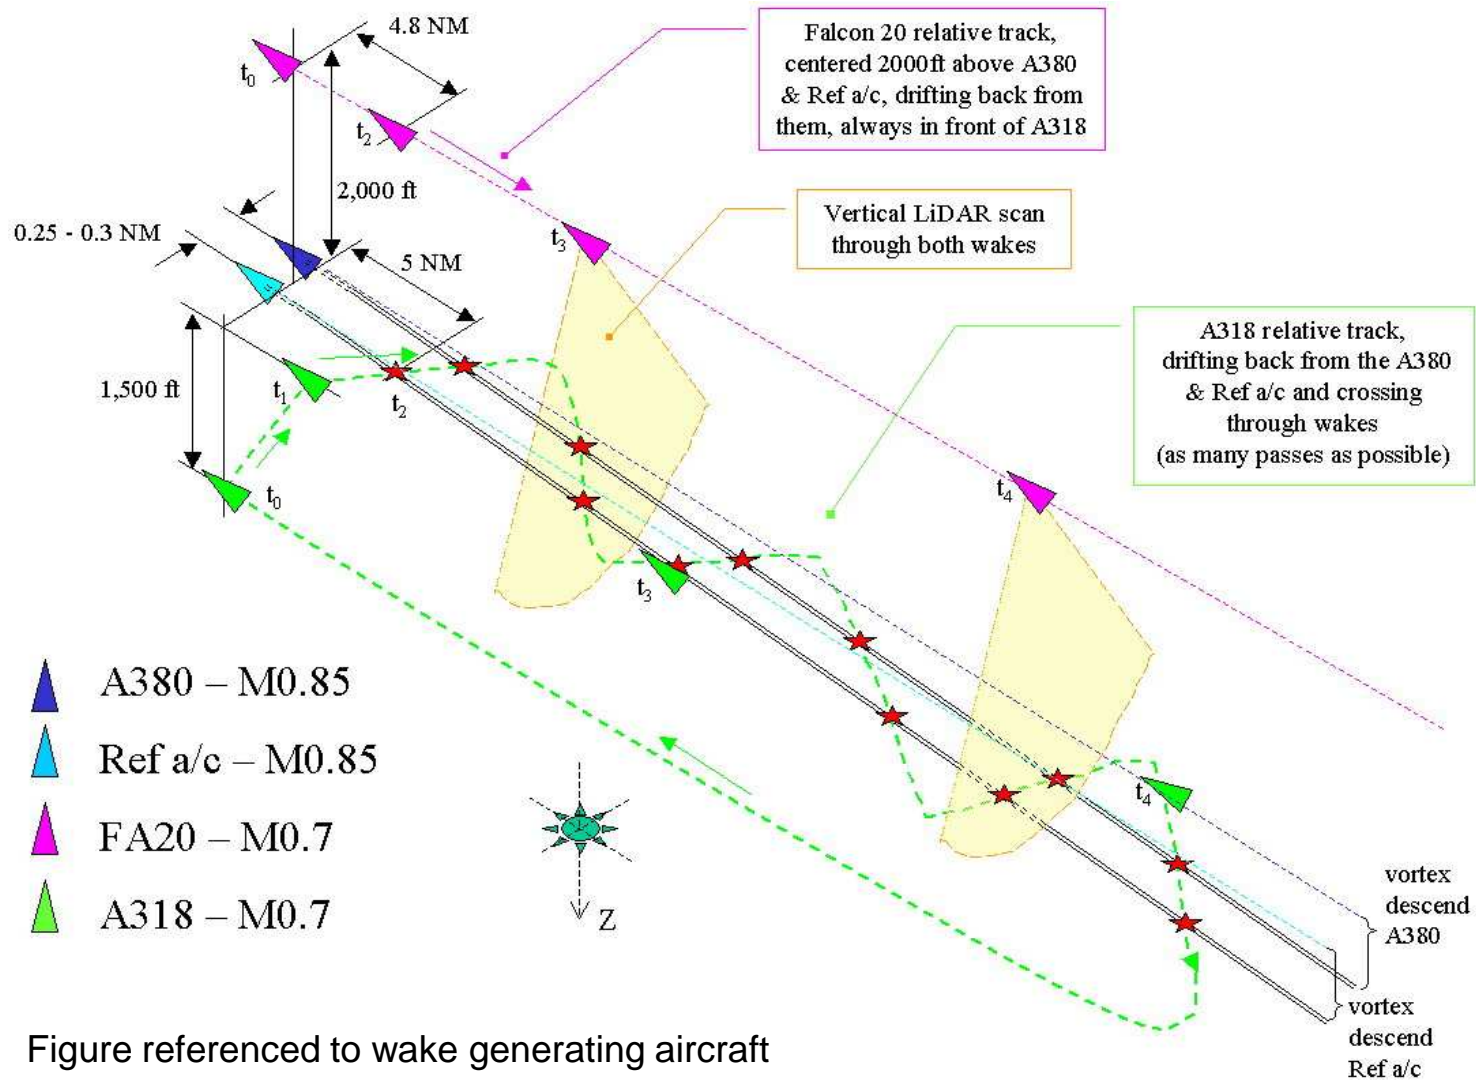 4.8 NM
t0
t2
2,000 ft
0.25 - 0.3 NM
5 NM
1,500 ft
t1
t2
t0
t3
t3
t4
t4
Falcon 20 relative track,
centered 2000ft above A380
& Ref a/c, drifting back from
them, always in front of A318
Vertical LiDAR scan
through both wakes
A318 relative track,
drifting back from the A380
& Ref a/c and crossing
through wakes
(as many passes as possible)
A380 – M0.85
Ref a/c – M0.85
FA20 – M0.7
A318 – M0.7
Z
vortex
descend
A380
vortex
descend
Ref a/c
Figure referenced to wake generating aircraft